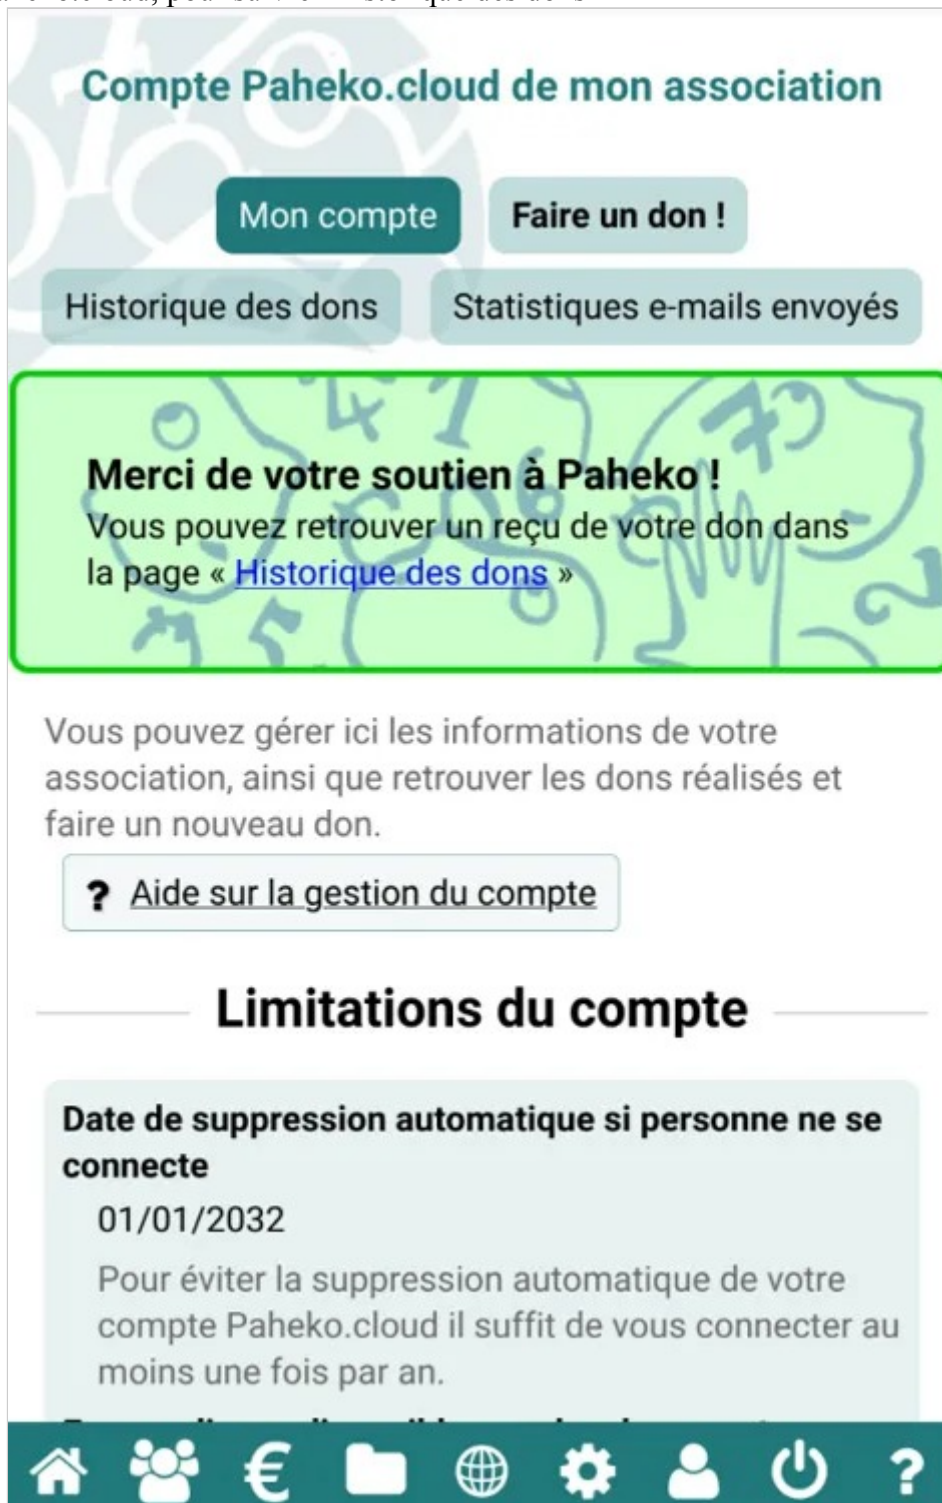 Compte Paheko.cloud de mon association
Mon compte
Faire un don !
Historique des dons
Statistiques e-mails envoyés
Merci de votre soutien à Paheko !
Vous pouvez retrouver un reçu de votre don dans
la page « Historique des dons »
Vous pouvez gérer ici les informations de votre
association, ainsi que retrouver les dons réalisés et
faire un nouveau don.
? Aide sur la gestion du compte
Limitations du compte
Date de suppression automatique si personne ne se
connecte
01/01/2032
Pour éviter la suppression automatique de votre
compte Paheko.cloud il suffit de vous connecter au
moins une fois par an.